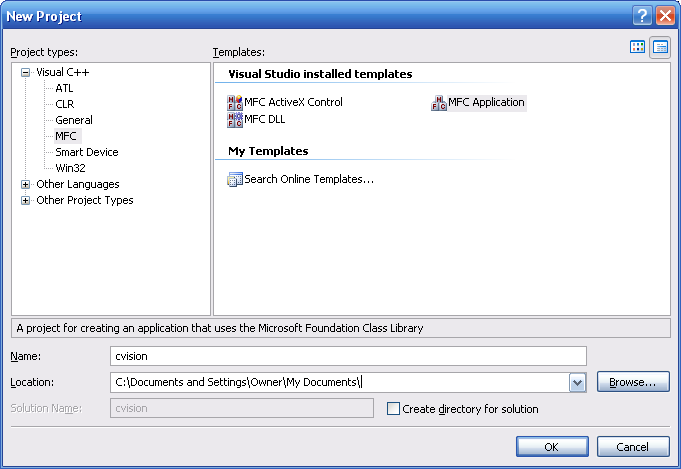 New Project
Project types:
Templates:
Visual C++
ATL
CLR
General
MFC
Smart Device
Win32
Other Languages
Other Project Types
Visual Studio installed templates
MFC ActiveX Control
MFC Application
MFC DLL
My Templates
Search Online Templates...
A project for creating an application that uses the Microsoft Foundation Class Library
Name:
cvision
Location:
C:\Documents and Settings\Owner\My Documents\
Browse...
Solution Name:
cvision
Create directory for solution
OK
Cancel